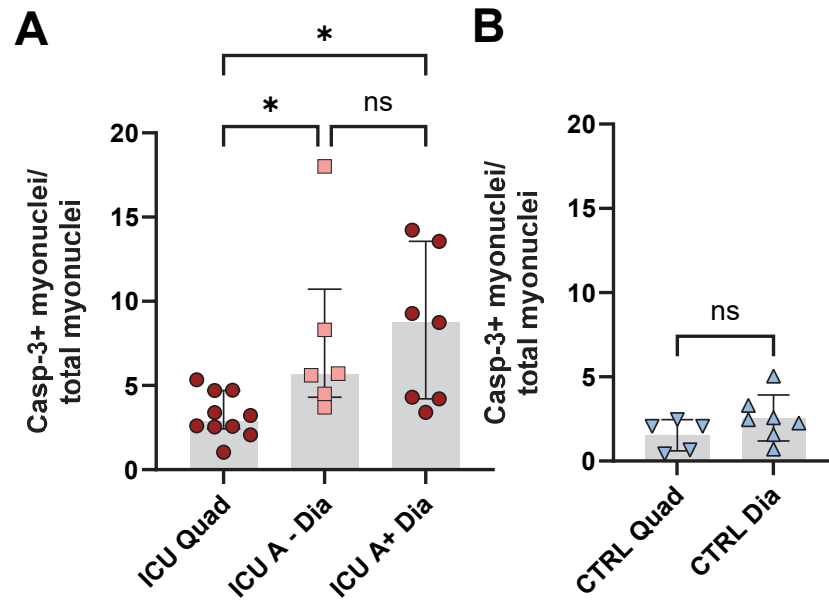 A
B
*
*
ns
20
15
10
5
0
Casp-3+ myonuclei/
total myonuclei
ICU Quad
ICU A - Dia
ICU A+ Dia
20
15
10
5
0
Casp-3+ myonuclei/
total myonuclei
ns
CTRL Quad
CTRL Dia